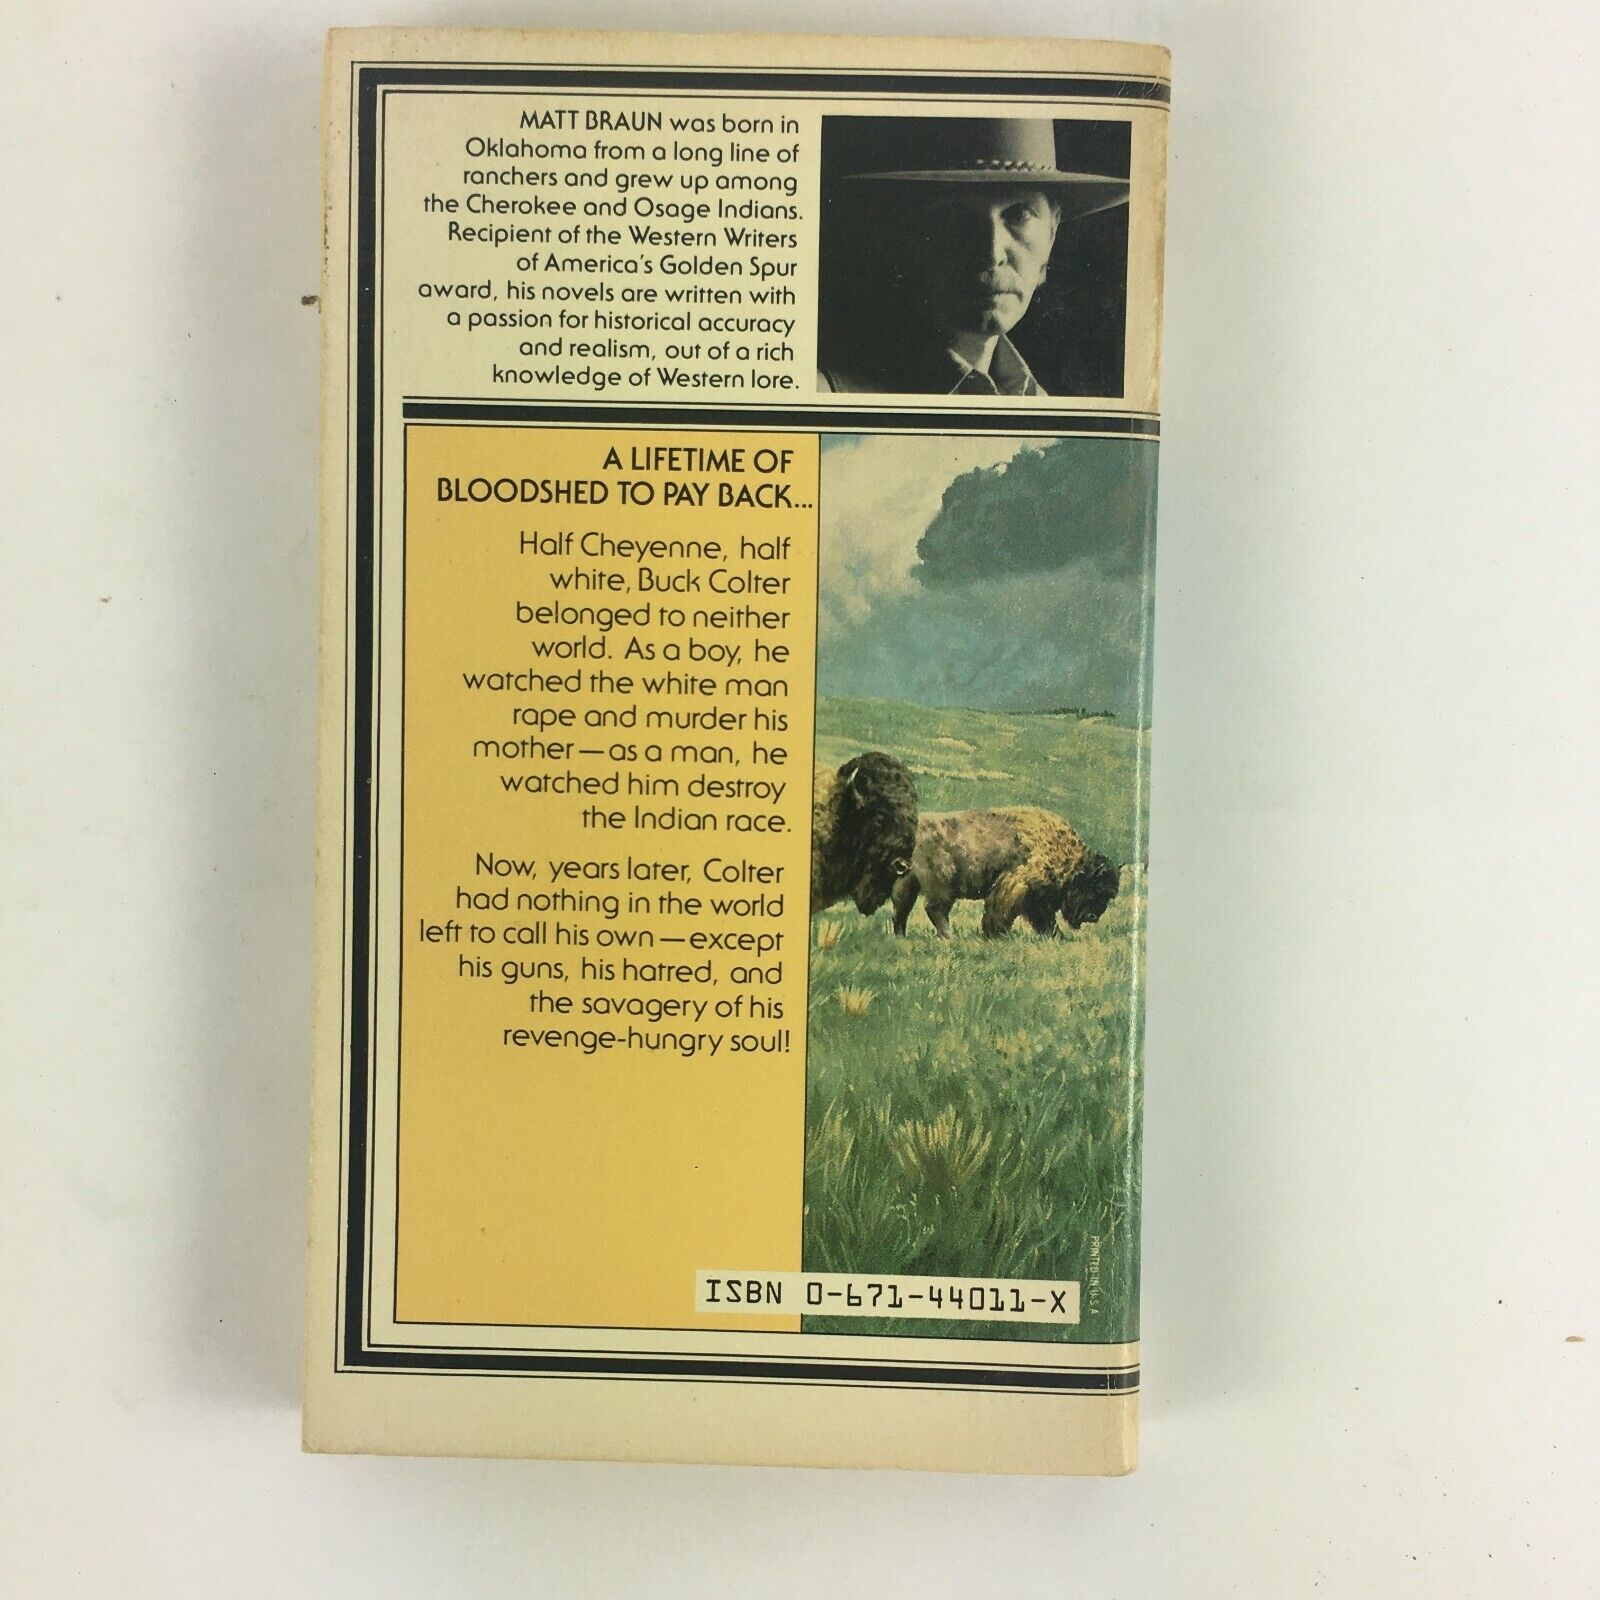 MATT BRAUN was born in
Oklahoma from a long line of
ranchers and grew up among
the Cherokee and Osage Indians.
Recipient of the Western Writers
of America's Golden Spur
award, his novels are written with
a passion for historical accuracy
and realism, out of a rich
knowledge of Western lore.
A LIFETIME OF
BLOODSHED TO PAY BACK...
Half Cheyenne, half
white, Buck Colter
belonged to neither
world. As a boy, he
watched the white man
rape and murder his
mother—as a man, he
watched him destroy
the Indian race.
Now, years later, Colter
had nothing in the world
left to call his own—except
his guns, his hatred, and
the savagery of his
revenge-hungry soul!
ISBN 0-671-44011-X
PRINTED IN U.S.A.